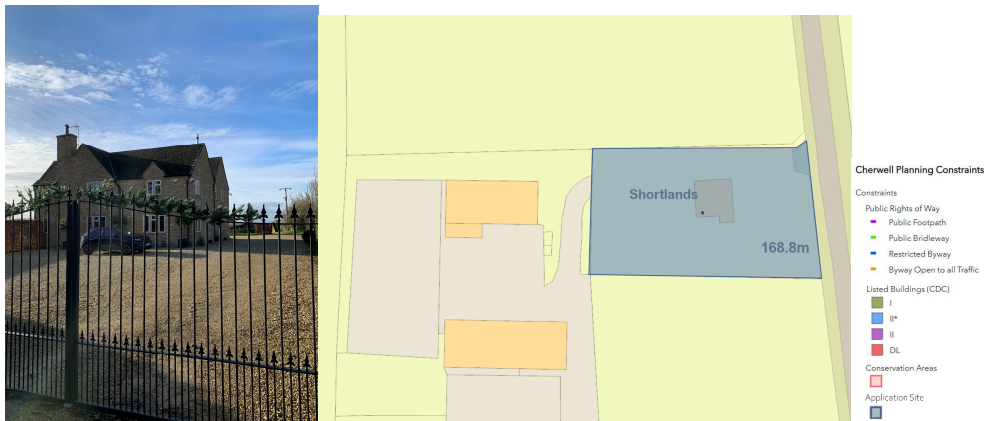 Shortlands
168.8m
Cherwell Planning Constraints
Constraints
Public Rights of Way
Public Footpath
Public Bridleway
Restricted Byway
Byway Open to all Traffic
Listed Buildings (CDC)
I
II*
II
DL
Conservation Areas
Application Site